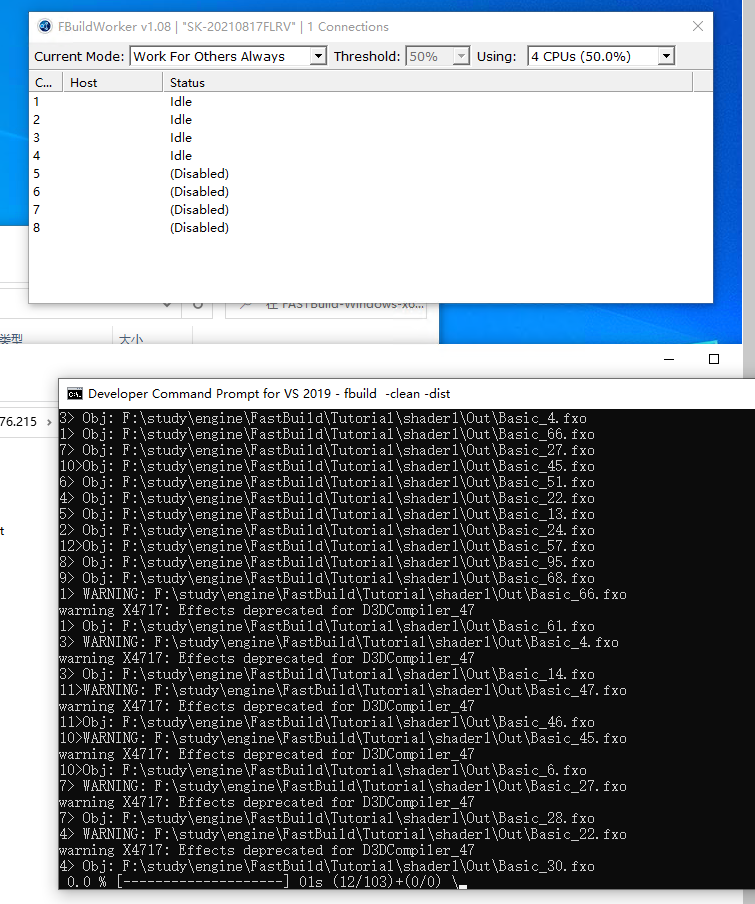 FBuildWorker v1.08 | "SK-20210817FLRV" | 1 Connections
Current Mode: Work For Others Always Threshold: 50% Using: 4 CPUs (50.0%)
C... Host Status
1 Idle
2 Idle
3 Idle
4 Idle
5 (Disabled)
6 (Disabled)
7 (Disabled)
8 (Disabled)
在 FASTBuild-Windows-x6...
类型 大小
76.215
t
Developer Command Prompt for VS 2019 - fbuild -clean -dist
3> Obj: F:\study\engine\FastBuild\Tutorial\shader1\Out\Basic_4.fxo
1> Obj: F:\study\engine\FastBuild\Tutorial\shader1\Out\Basic_66.fxo
7> Obj: F:\study\engine\FastBuild\Tutorial\shader1\Out\Basic_27.fxo
10>Obj: F:\study\engine\FastBuild\Tutorial\shader1\Out\Basic_45.fxo
6> Obj: F:\study\engine\FastBuild\Tutorial\shader1\Out\Basic_51.fxo
4> Obj: F:\study\engine\FastBuild\Tutorial\shader1\Out\Basic_22.fxo
5> Obj: F:\study\engine\FastBuild\Tutorial\shader1\Out\Basic_13.fxo
2> Obj: F:\study\engine\FastBuild\Tutorial\shader1\Out\Basic_24.fxo
12>Obj: F:\study\engine\FastBuild\Tutorial\shader1\Out\Basic_57.fxo
8> Obj: F:\study\engine\FastBuild\Tutorial\shader1\Out\Basic_95.fxo
9> Obj: F:\study\engine\FastBuild\Tutorial\shader1\Out\Basic_68.fxo
1> WARNING: F:\study\engine\FastBuild\Tutorial\shader1\Out\Basic_66.fxo
warning X4717: Effects deprecated for D3DCompiler_47
1> Obj: F:\study\engine\FastBuild\Tutorial\shader1\Out\Basic_61.fxo
3> WARNING: F:\study\engine\FastBuild\Tutorial\shader1\Out\Basic_4.fxo
warning X4717: Effects deprecated for D3DCompiler_47
3> Obj: F:\study\engine\FastBuild\Tutorial\shader1\Out\Basic_14.fxo
11>WARNING: F:\study\engine\FastBuild\Tutorial\shader1\Out\Basic_47.fxo
warning X4717: Effects deprecated for D3DCompiler_47
11>Obj: F:\study\engine\FastBuild\Tutorial\shader1\Out\Basic_46.fxo
10>WARNING: F:\study\engine\FastBuild\Tutorial\shader1\Out\Basic_45.fxo
warning X4717: Effects deprecated for D3DCompiler_47
10>Obj: F:\study\engine\FastBuild\Tutorial\shader1\Out\Basic_6.fxo
7> WARNING: F:\study\engine\FastBuild\Tutorial\shader1\Out\Basic_27.fxo
warning X4717: Effects deprecated for D3DCompiler_47
7> Obj: F:\study\engine\FastBuild\Tutorial\shader1\Out\Basic_28.fxo
4> WARNING: F:\study\engine\FastBuild\Tutorial\shader1\Out\Basic_22.fxo
warning X4717: Effects deprecated for D3DCompiler_47
4> Obj: F:\study\engine\FastBuild\Tutorial\shader1\Out\Basic_30.fxo
0.0 % [--------------------] 01s (12/103)+(0/0) \